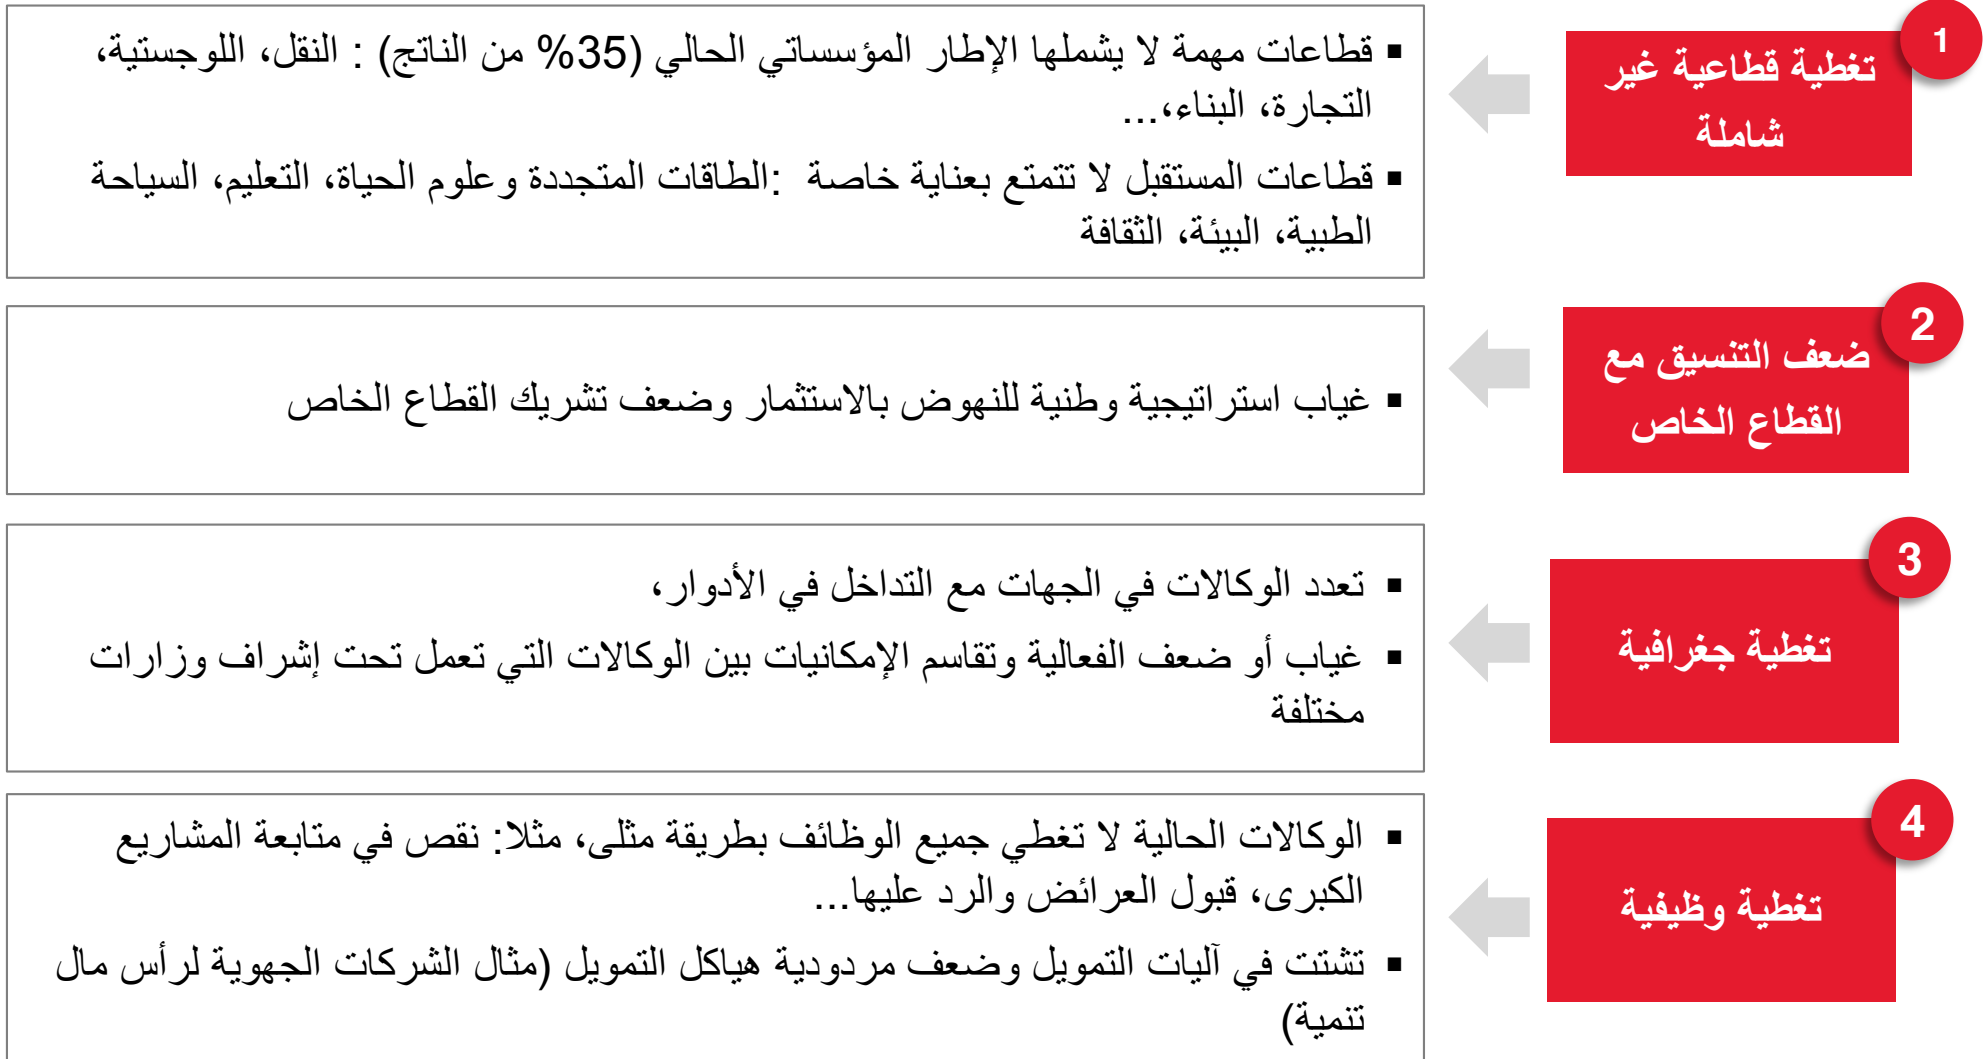 1
تغطية قطاعية غير
شاملة
▪ قطاعات مهمة لا يشملها الإطار المؤسساتي الحالي (35% من الناتج) : النقل، اللوجستية،
التجارة، البناء،...
▪ قطاعات المستقبل لا تتمتع بعناية خاصة :الطاقات المتجددة وعلوم الحياة، التعليم، السياحة
الطبية، البيئة، الثقافة
2
ضعف التنسيق مع
القطاع الخاص
▪ غياب استراتيجية وطنية للنهوض بالاستثمار وضعف تشريك القطاع الخاص
3
تغطية جغرافية
▪ تعدد الوكالات في الجهات مع التداخل في الأدوار،
▪ غياب أو ضعف الفعالية وتقاسم الإمكانيات بين الوكالات التي تعمل تحت إشراف وزارات
مختلفة
4
تغطية وظيفية
▪ الوكالات الحالية لا تغطي جميع الوظائف بطريقة مثلى، مثلا: نقص في متابعة المشاريع
الكبرى، قبول العرائض والرد عليها...
▪ تشتت في آليات التمويل وضعف مردودية هياكل التمويل (مثال الشركات الجهوية لرأس مال
تنمية)